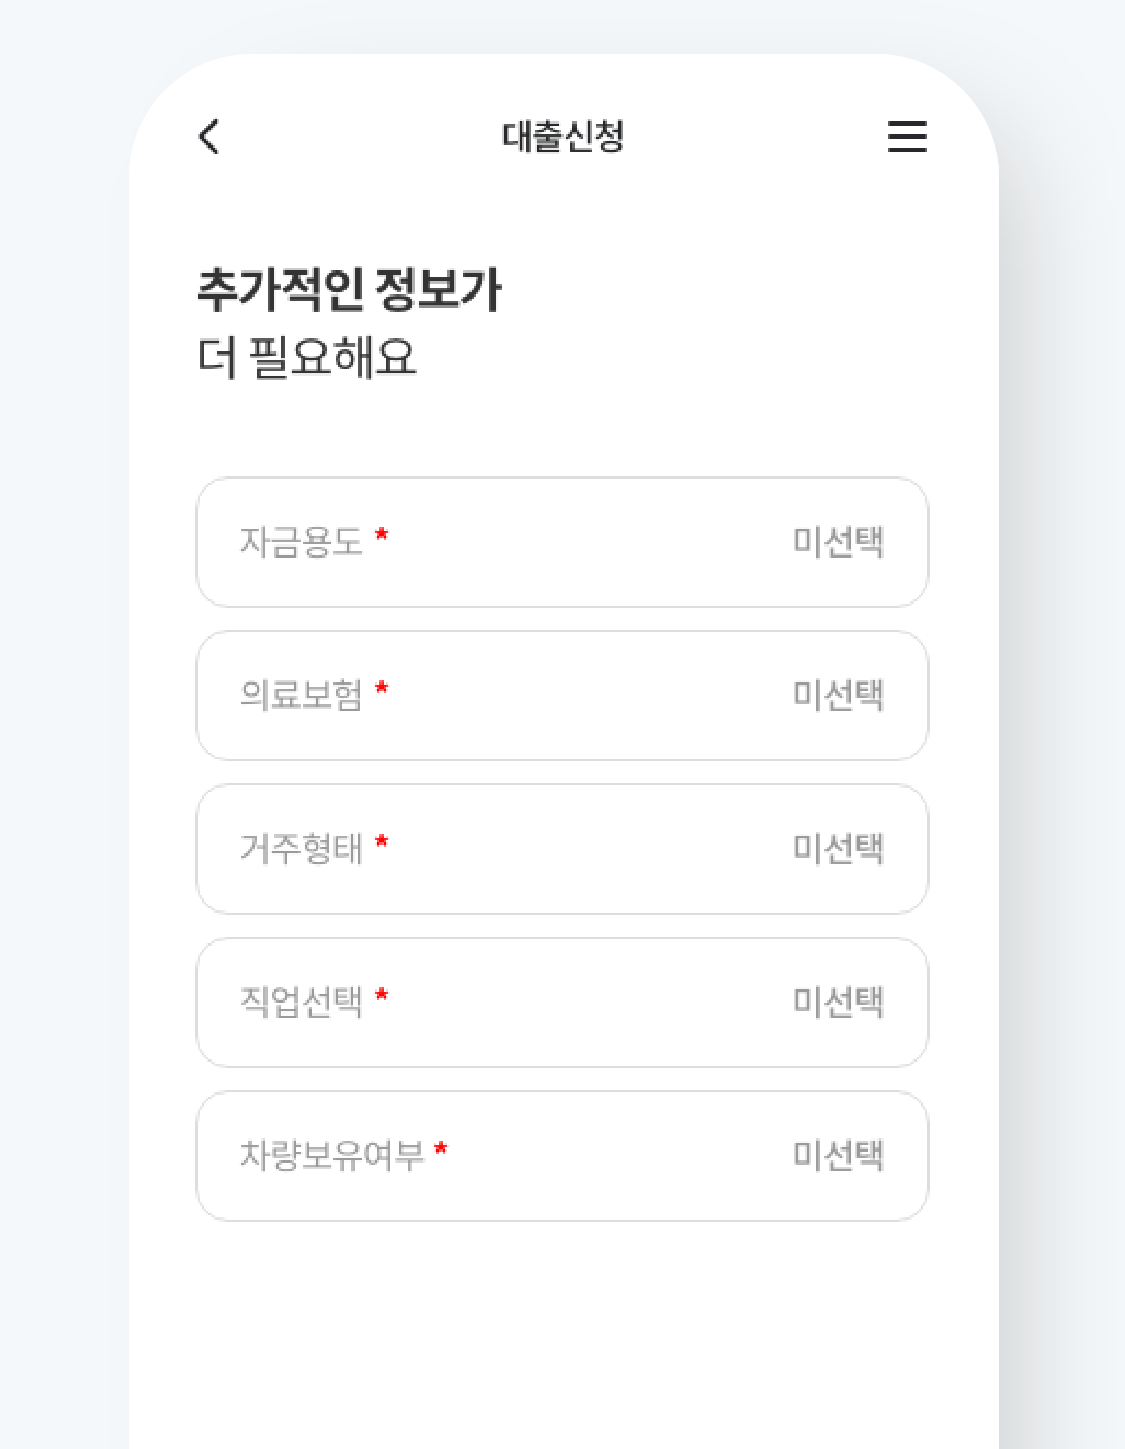 대출신청
추가적인 정보가
더 필요해요
자금용도 * 미선택
의료보험 * 미선택
거주형태 * 미선택
직업선택 * 미선택
차량보유여부 * 미선택